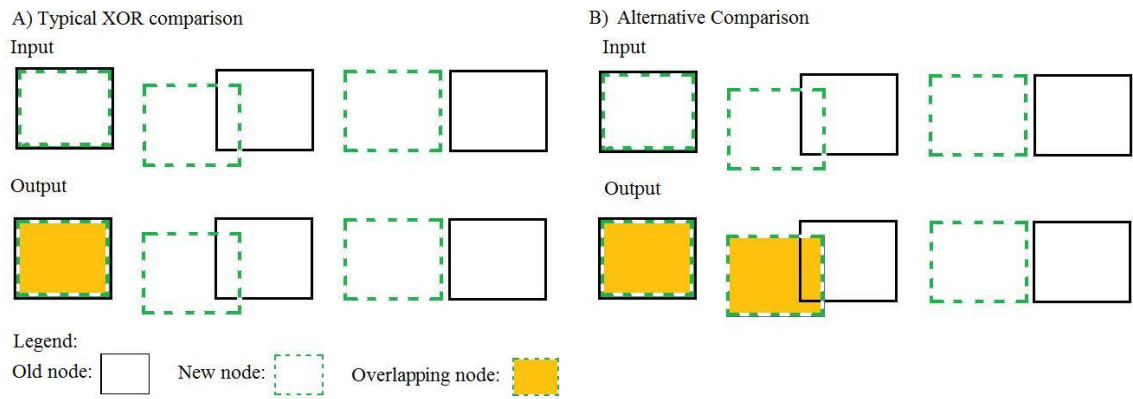 A) Typical XOR comparison
Input
Output
B) Alternative Comparison
Input
Output
Legend:
Old node:
New node:
Overlapping node: